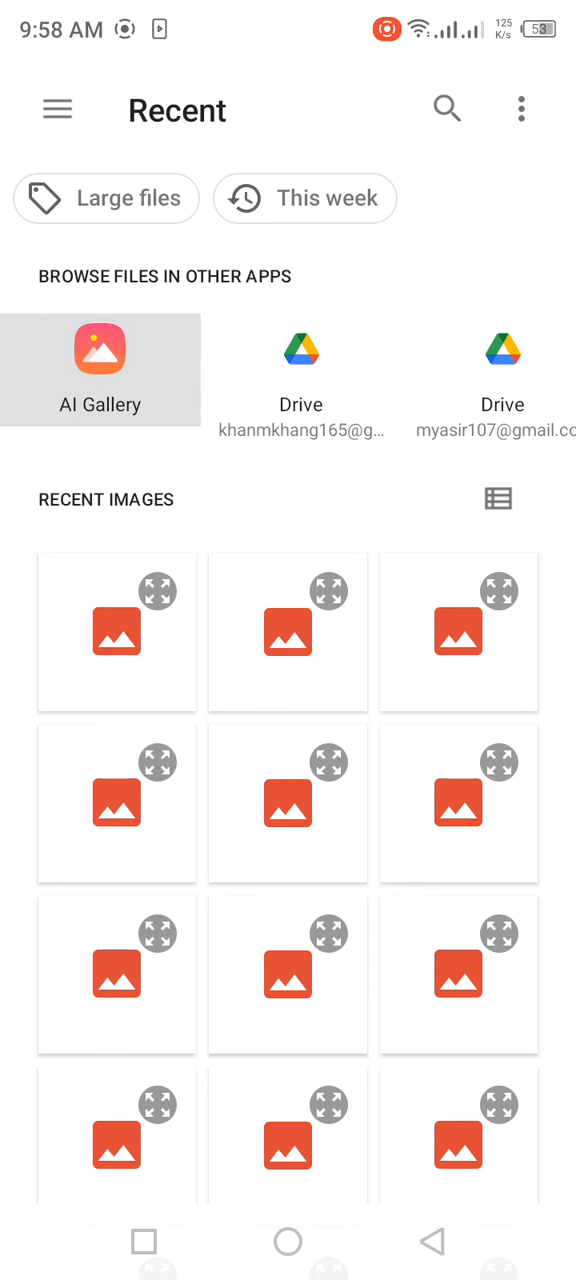 9:58 AM
125
K/s
53
Recent
Large files
This week
BROWSE FILES IN OTHER APPS
AI Gallery
Drive
khanmkhang165@g...
Drive
myasir107@gmail.co
RECENT IMAGES